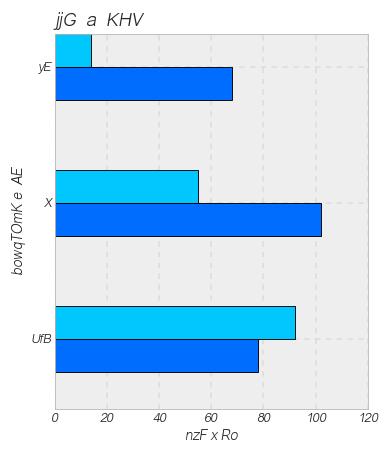 jjG a KHV
yE
X
UfB
bowqTOmK e AE
0 20 40 60 80 100 120
nzF x Ro